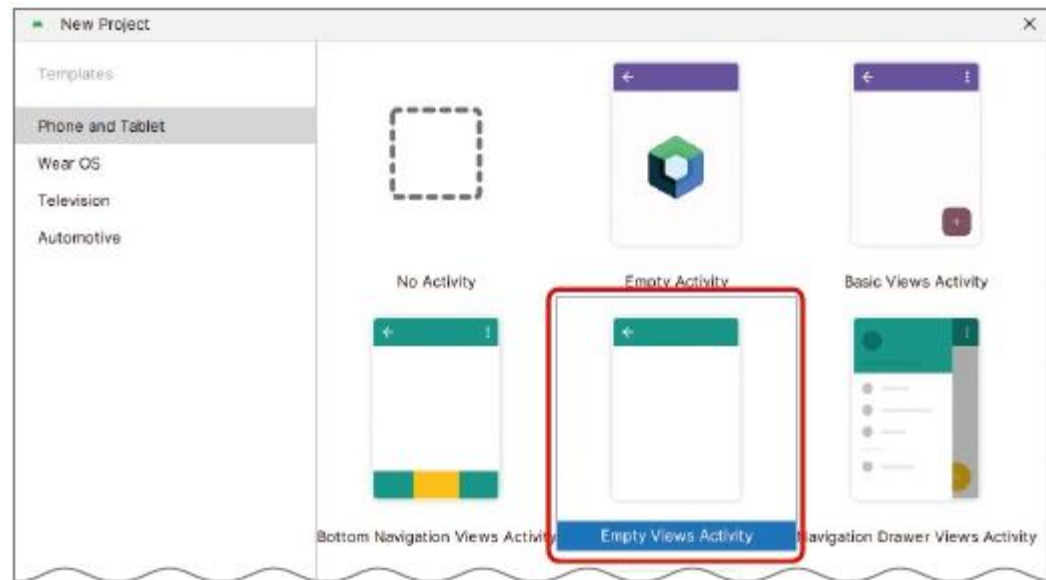 New Project
Templates
Phone and Tablet
Wear OS
Television
Automotive
No Activity
Empty Activity
Basic Views Activity
Bottom Navigation Views Activity
Empty Views Activity
Navigation Drawer Views Activity